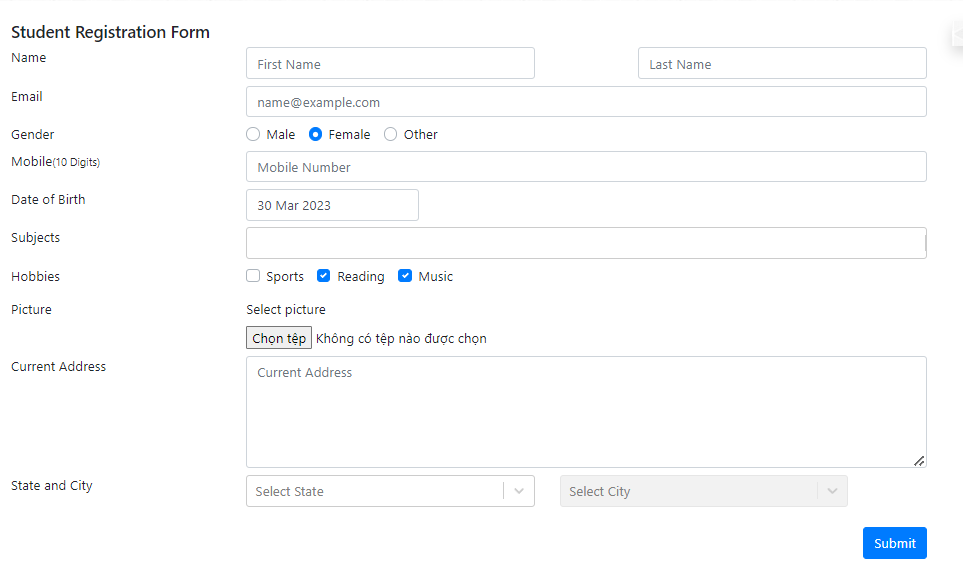 Student Registration Form
Name First Name Last Name
Email name@example.com
Gender Male Female Other
Mobile(10 Digits) Mobile Number
Date of Birth 30 Mar 2023
Subjects
Hobbies Sports Reading Music
Picture Select picture
Chọn tệp Không có tệp nào được chọn
Current Address Current Address
State and City Select State Select City
Submit